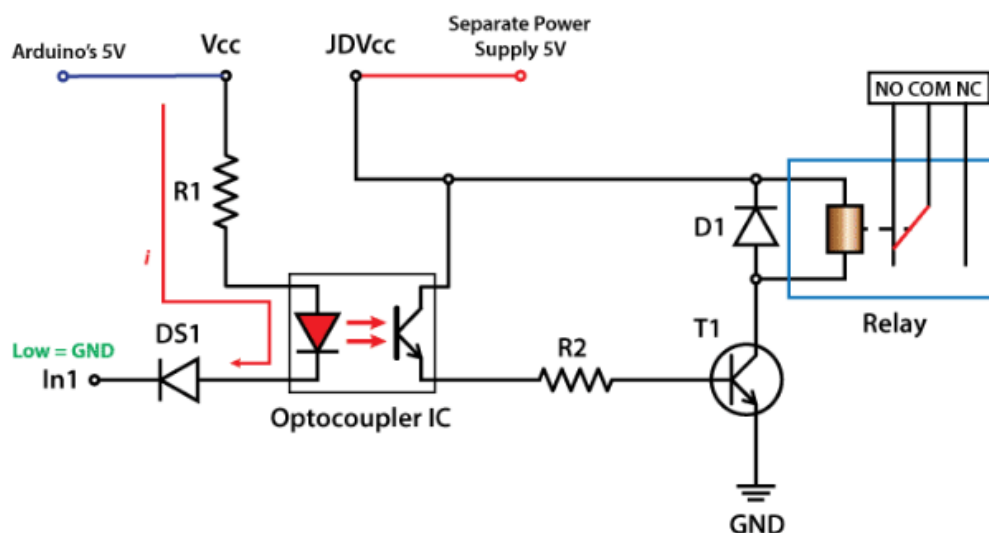 Arduino's 5V
Vcc
JDVcc
Separate Power
Supply 5V
NO COM NC
R1
D1
i
DS1
T1
Relay
Low = GND
In1
R2
Optocoupler IC
GND